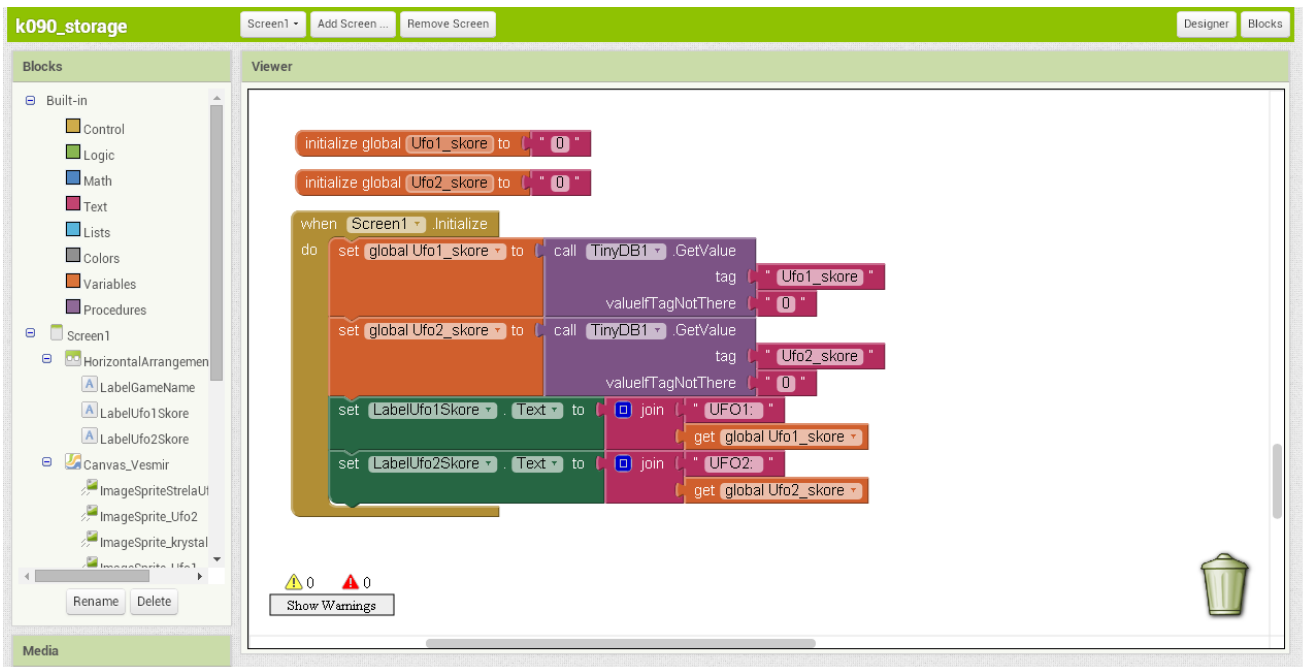 k090_storage
Screen1 Add Screen ... Remove Screen Designer Blocks
Blocks
Built-in
Control
Logic
Math
Text
Lists
Colors
Variables
Procedures
Screen1
HorizontalArrangemen
LabelGameName
LabelUfo1Skore
LabelUfo2Skore
Canvas_Vesmir
ImageSpriteStrelaUf
ImageSprite_Ufo2
ImageSprite_krystal
ImageSprite_Ufo1
Rename Delete
Media
Viewer
initialize global Ufo1_skore to " 0 "
initialize global Ufo2_skore to " 0 "
when Screen1 .Initialize
do set global Ufo1_skore to call TinyDB1 .GetValue
tag " Ufo1_skore "
valueIfTagNotThere " 0 "
set global Ufo2_skore to call TinyDB1 .GetValue
tag " Ufo2_skore "
valueIfTagNotThere " 0 "
set LabelUfo1Skore . Text to join " UFO1: "
get global Ufo1_skore
set LabelUfo2Skore . Text to join " UFO2: "
get global Ufo2_skore
0 0
Show Warnings